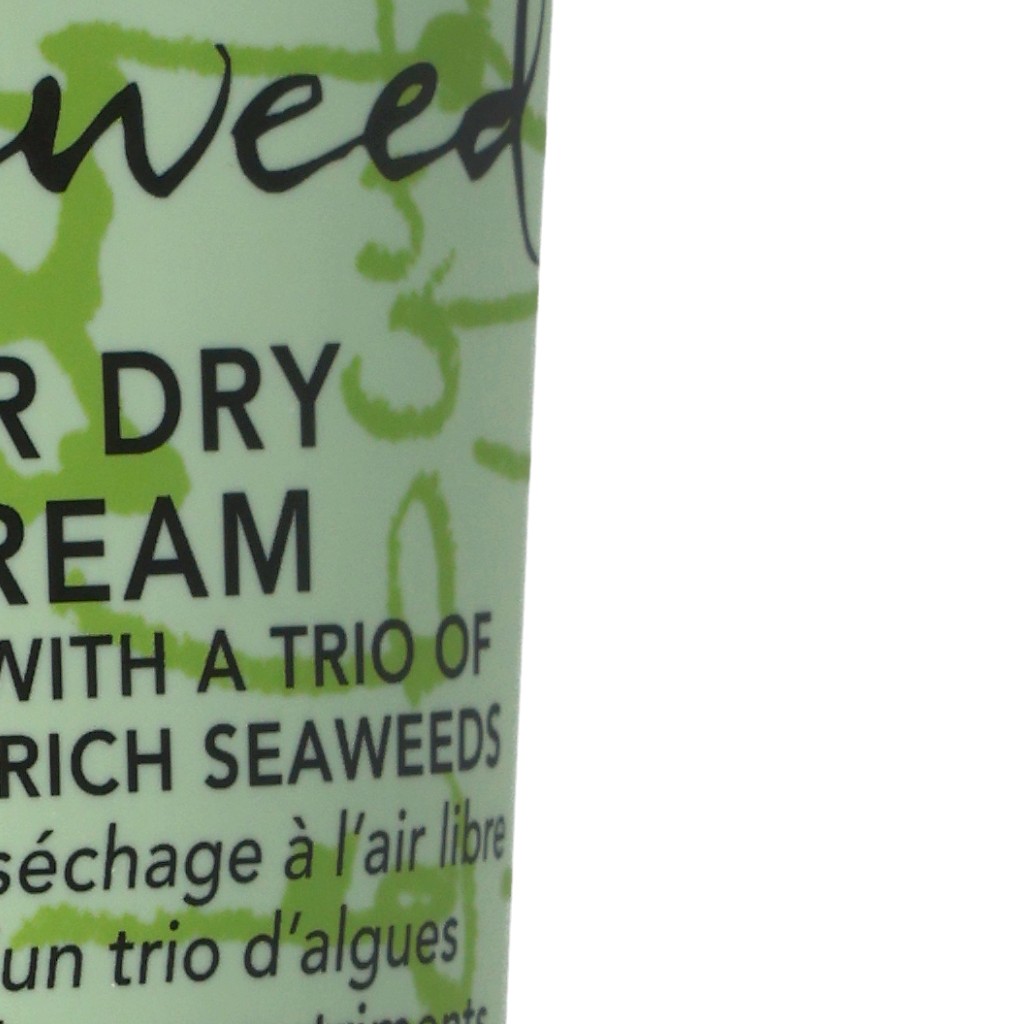 weed
R DRY
REAM
WITH A TRIO OF
RICH SEAWEEDS
séchage à l'air libre
un trio d'algues